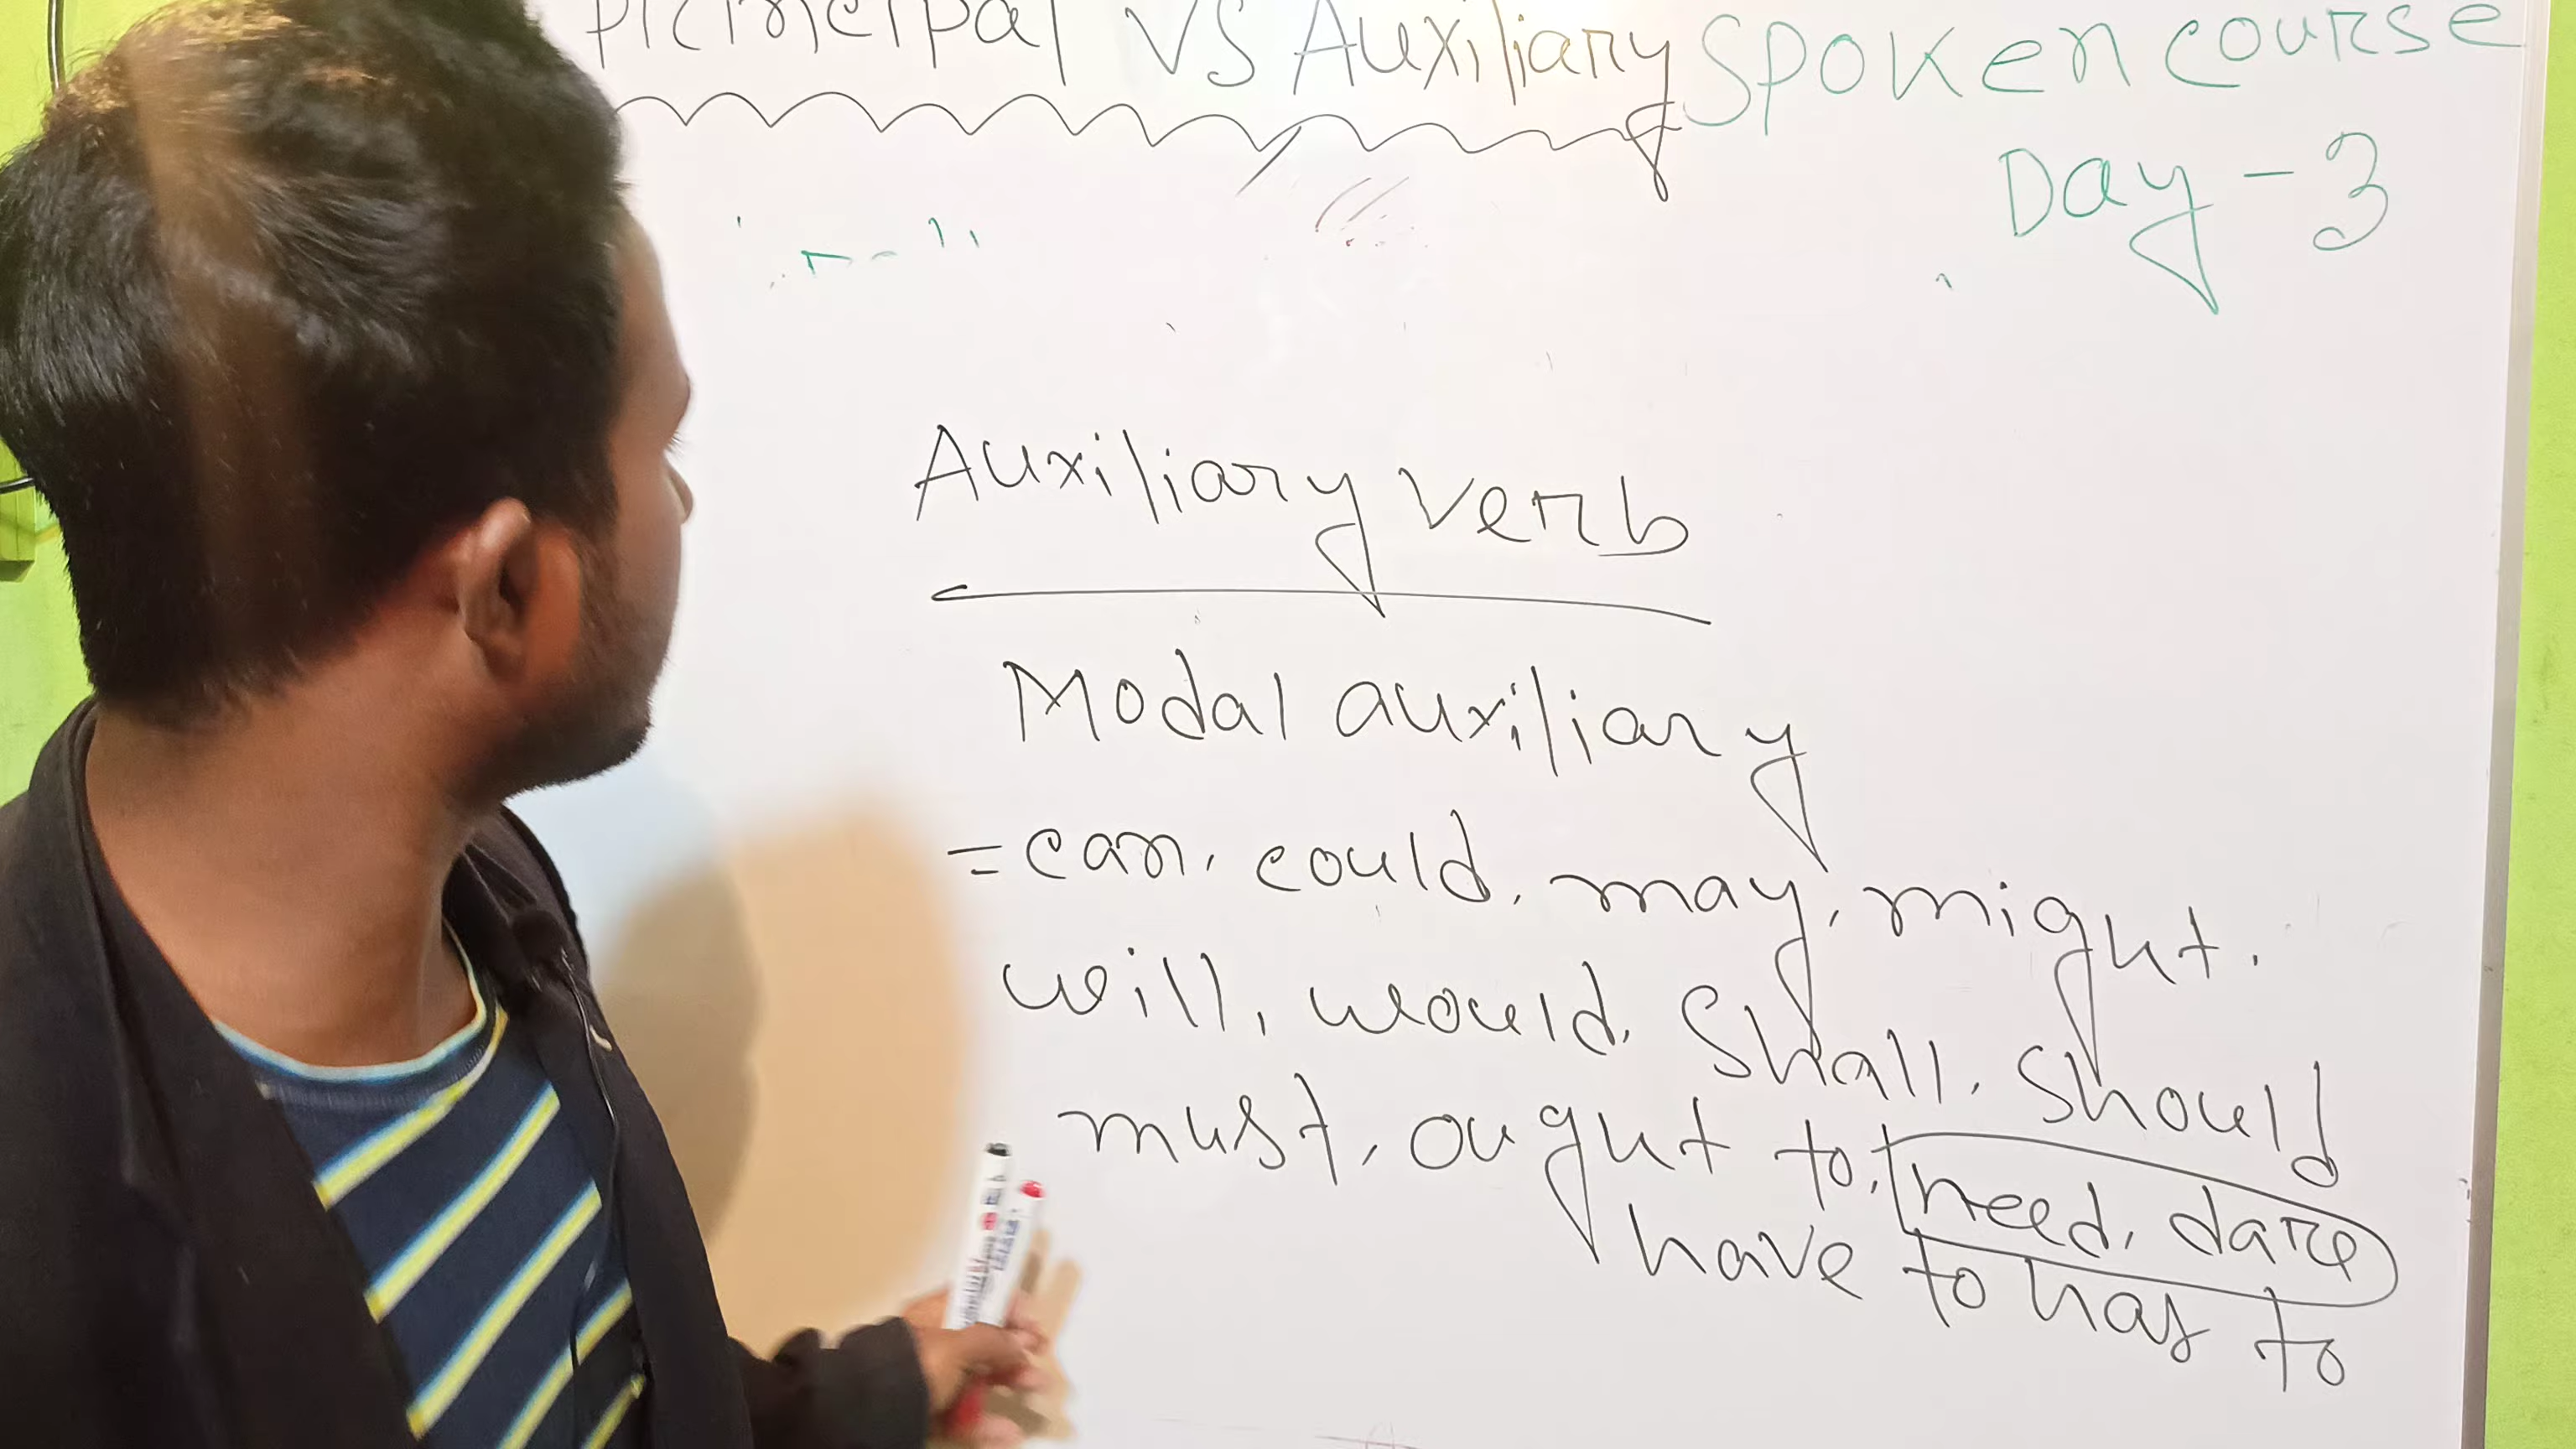 Principal VS Auxiliary
Spoken course
Day - 3
Auxiliary verb
Modal auxiliary
= can, could, may, might.
will, would, Shall, Should
must, ought to, need, dare
have to has to